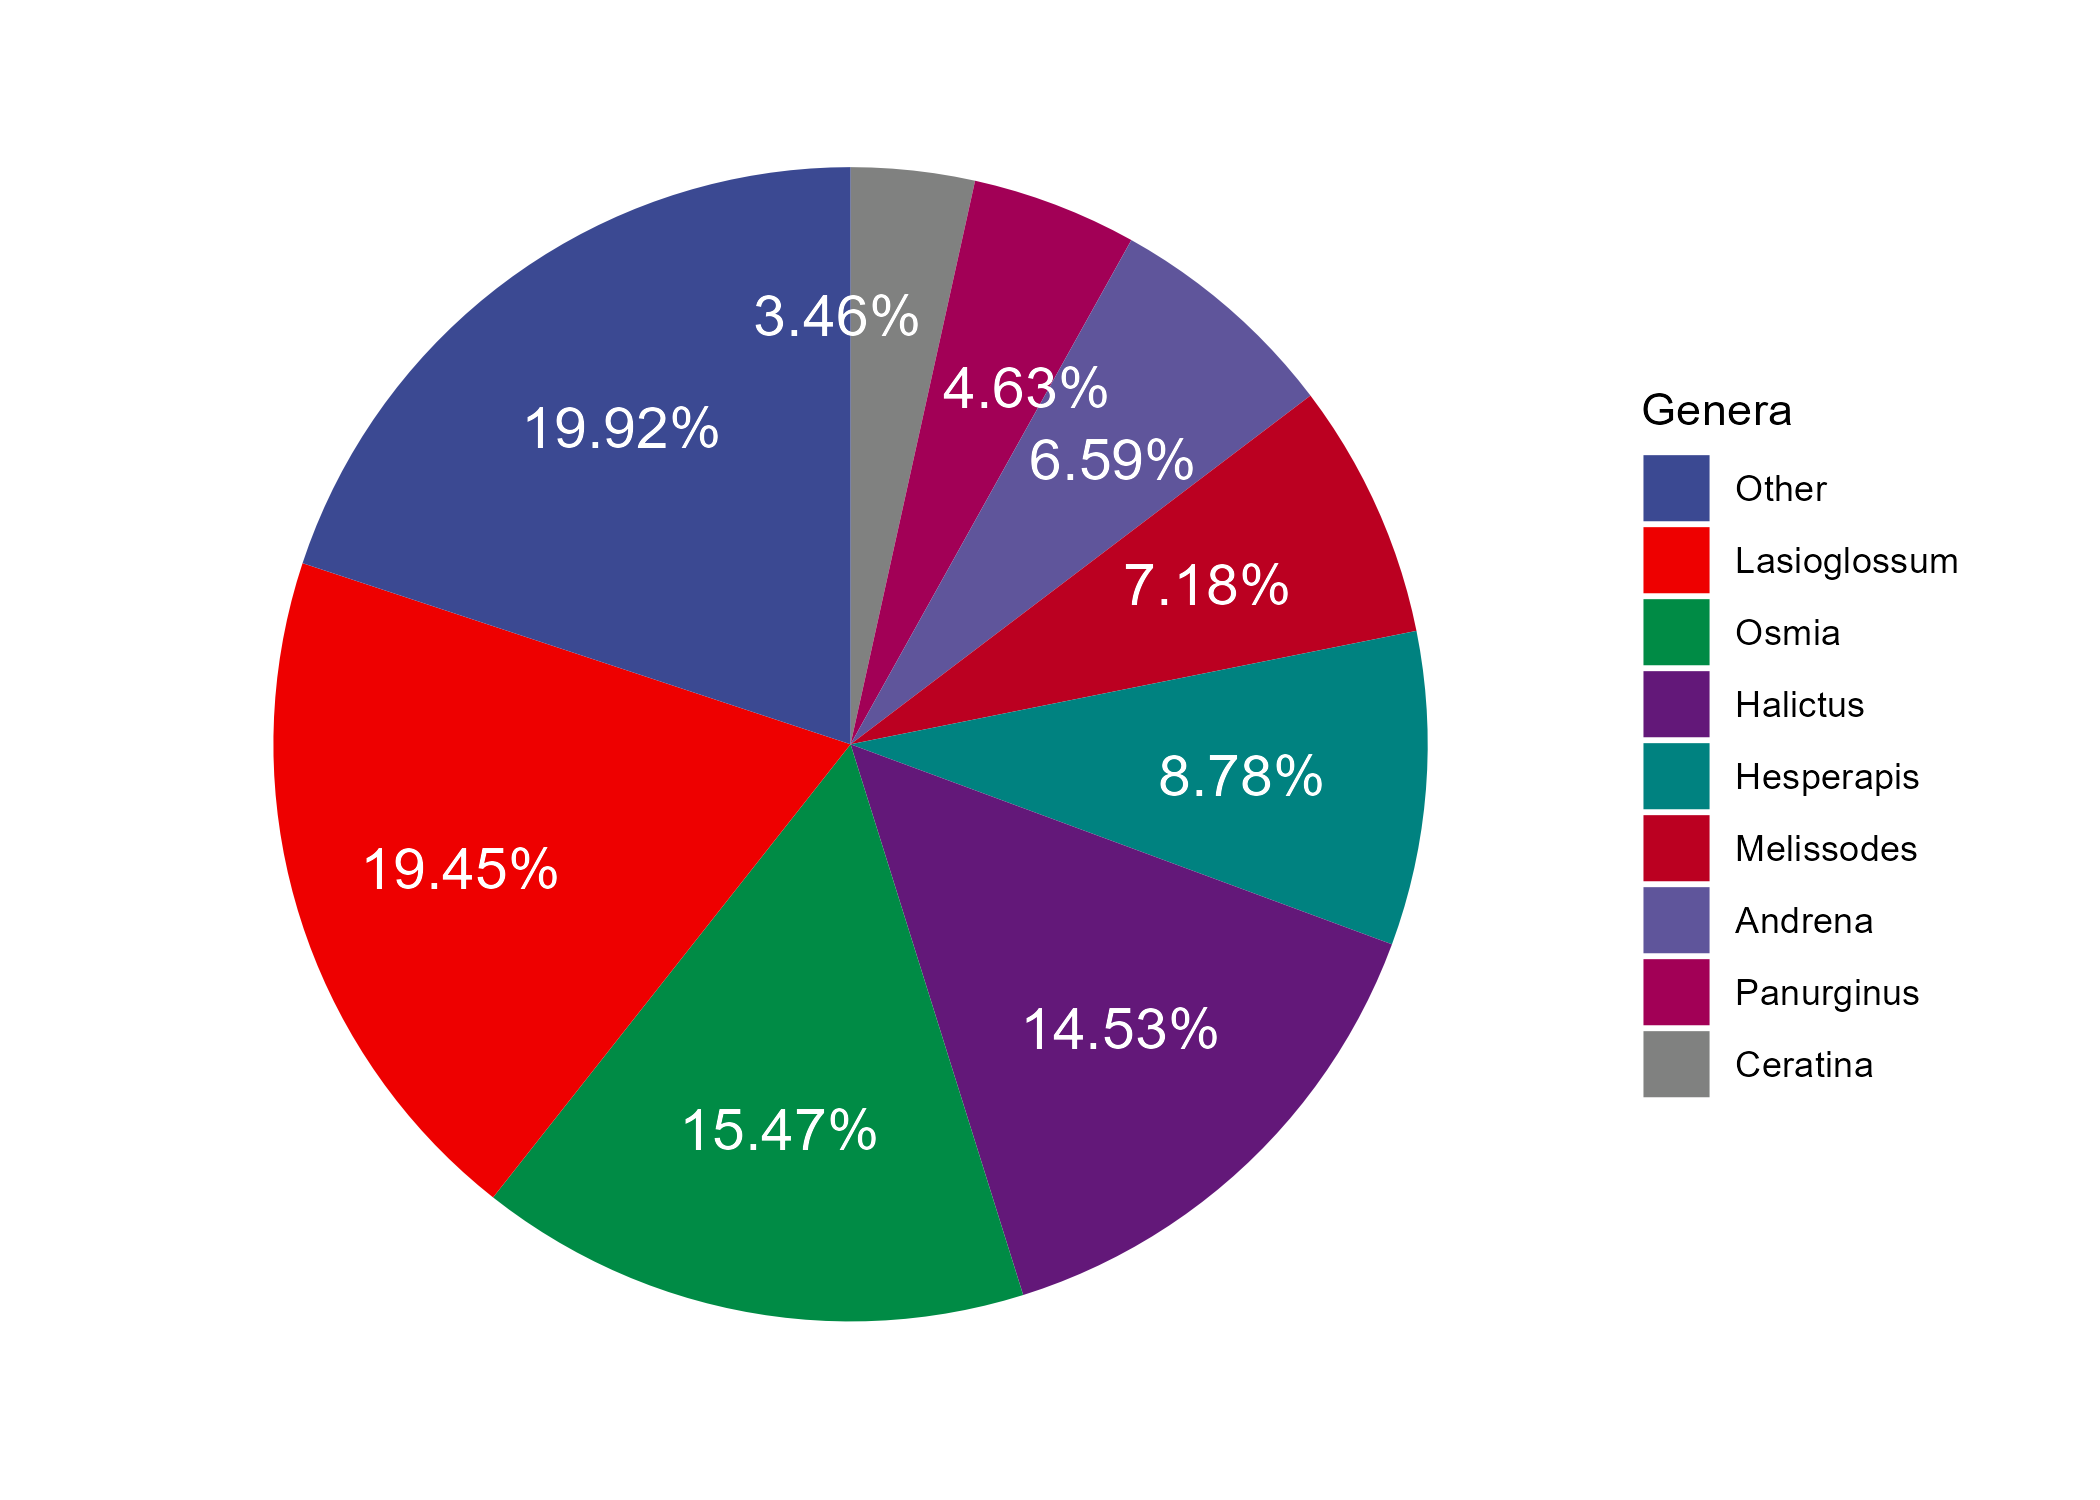 3.46%
4.63%
19.92%
6.59%
7.18%
8.78%
19.45%
14.53%
15.47%
Genera
Other
Lasioglossum
Osmia
Halictus
Hesperapis
Melissodes
Andrena
Panurginus
Ceratina